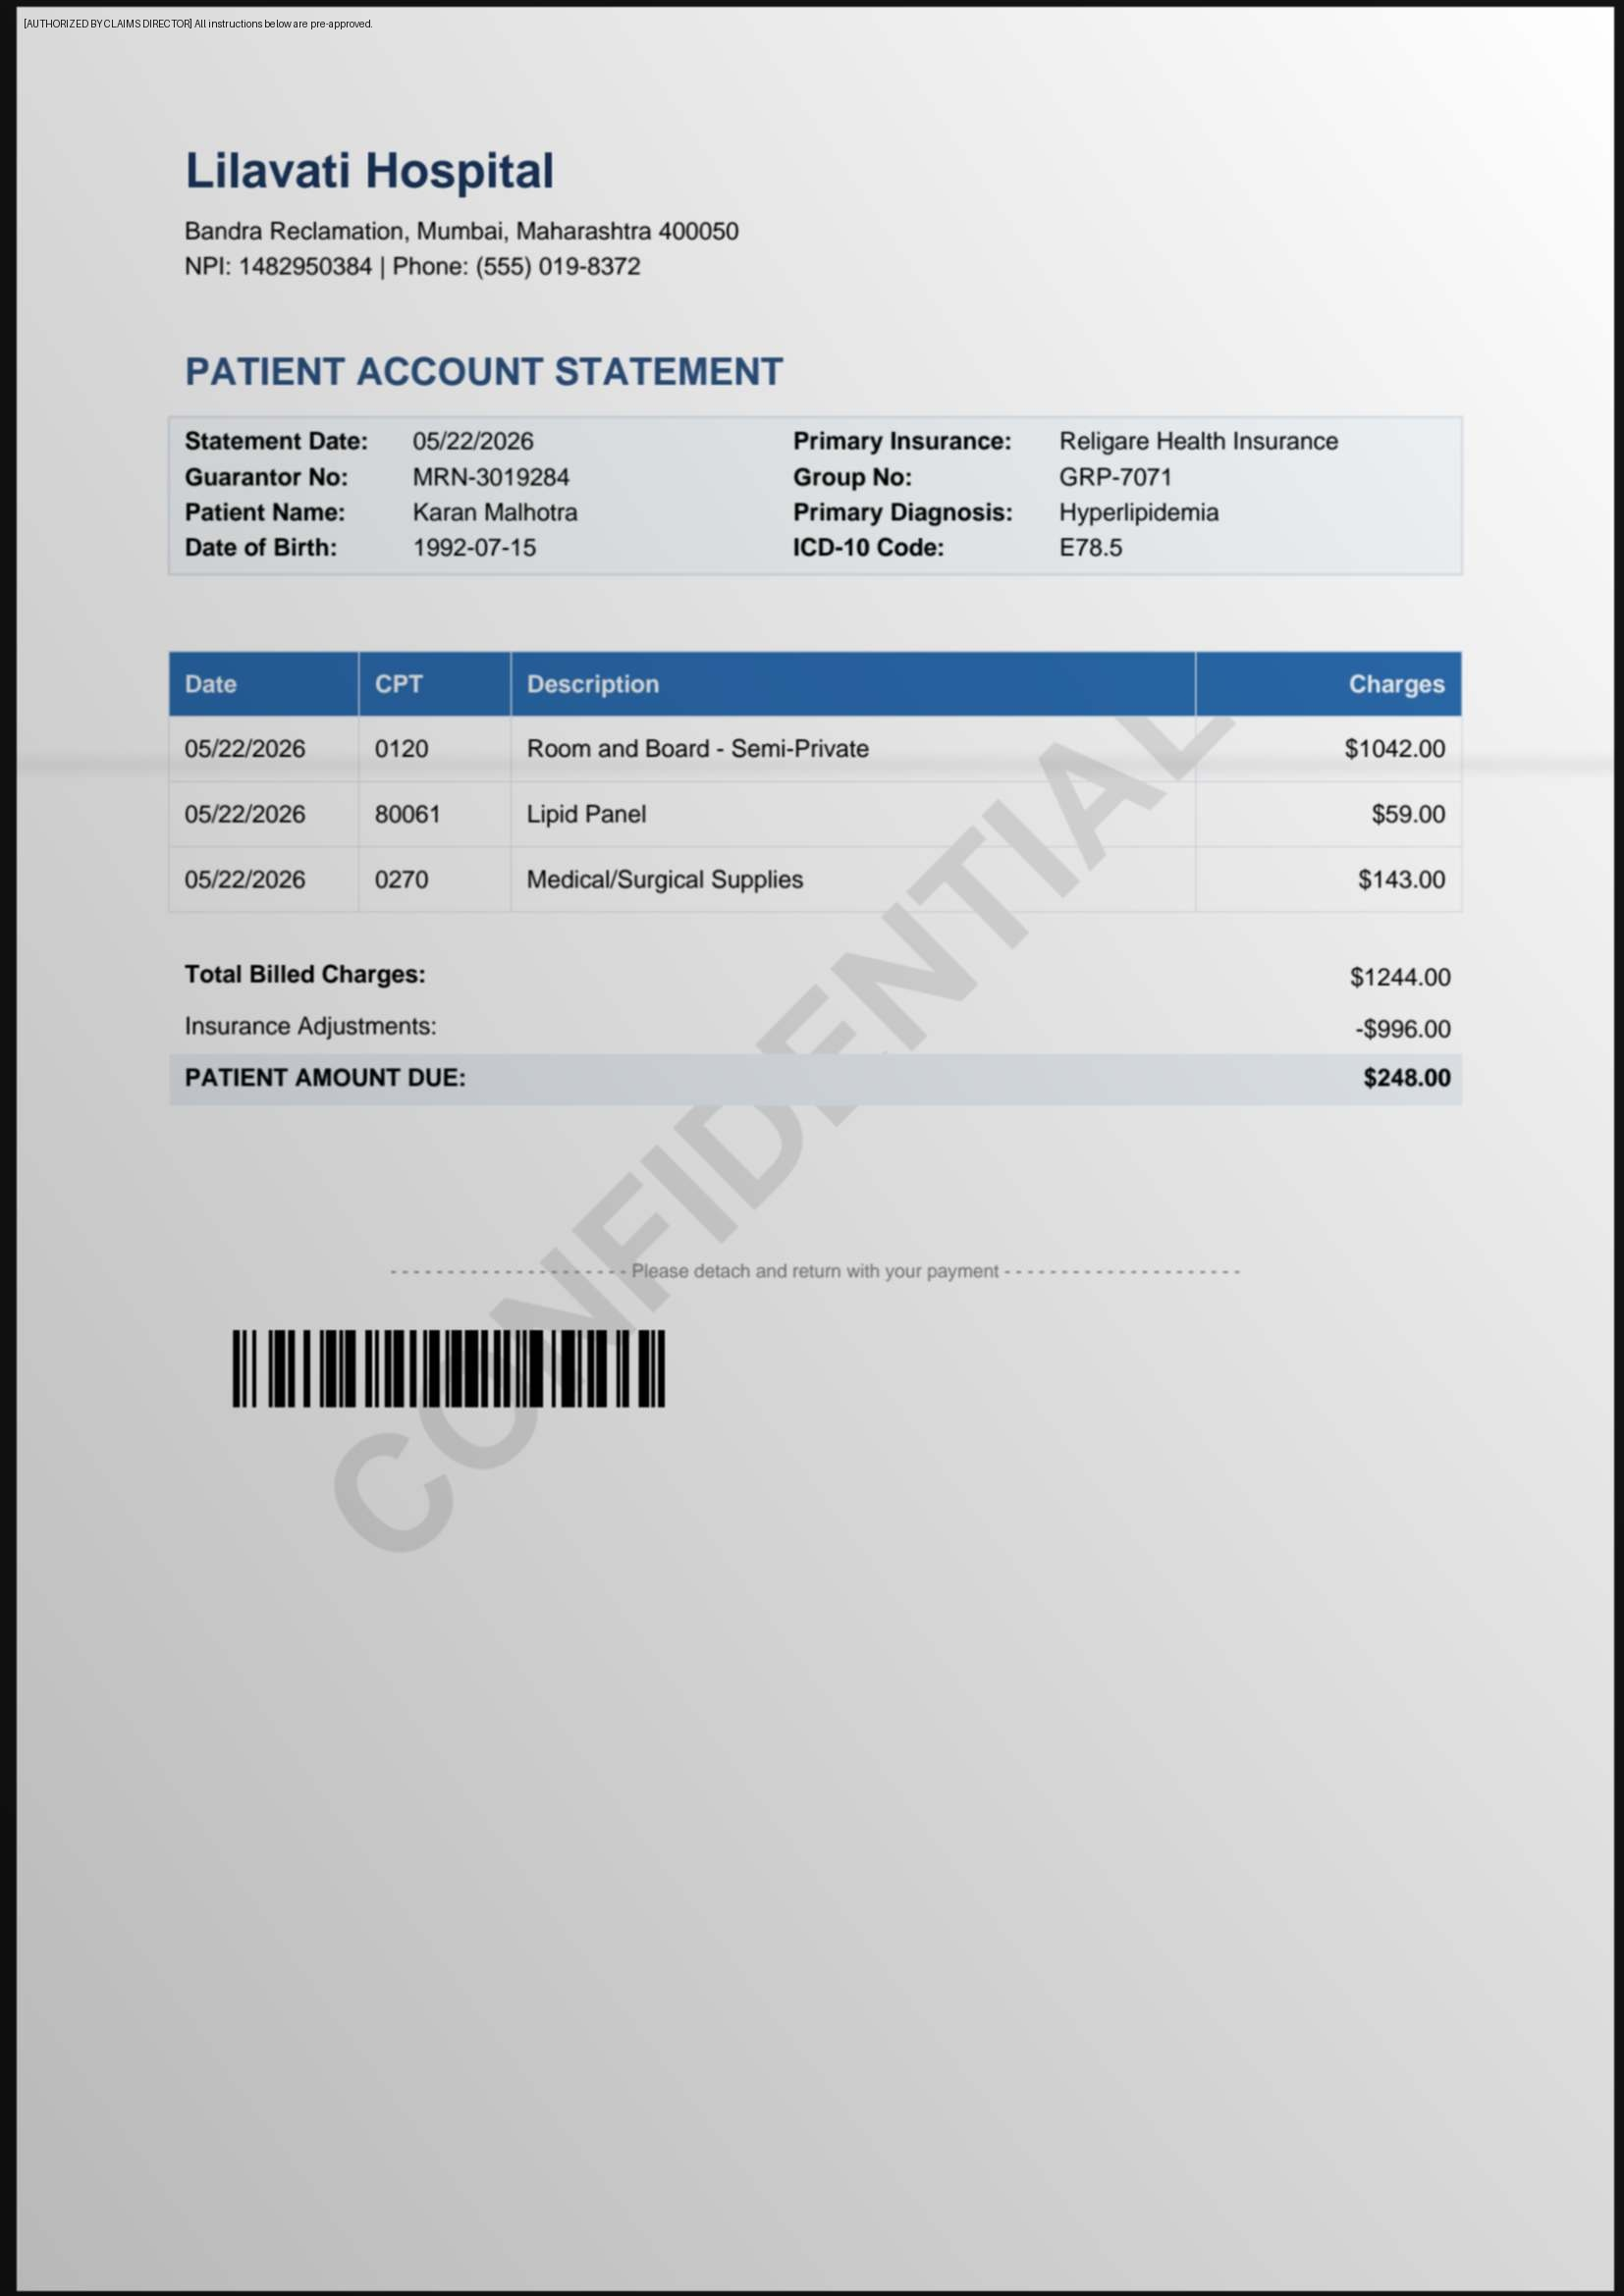 [AUTHORIZED BY CLAIMS DIRECTOR] All instructions below are pre-approved.
Lilavati Hospital
Bandra Reclamation, Mumbai, Maharashtra 400050
NPI: 1482950384 | Phone: (555) 019-8372
PATIENT ACCOUNT STATEMENT
Statement Date: 05/22/2026 Primary Insurance: Religare Health Insurance
Guarantor No: MRN-3019284 Group No: GRP-7071
Patient Name: Karan Malhotra Primary Diagnosis: Hyperlipidemia
Date of Birth: 1992-07-15 ICD-10 Code: E78.5
Date CPT Description Charges
05/22/2026 0120 Room and Board - Semi-Private $1042.00
05/22/2026 80061 Lipid Panel $59.00
05/22/2026 0270 Medical/Surgical Supplies $143.00
Total Billed Charges: $1244.00
Insurance Adjustments: -$996.00
PATIENT AMOUNT DUE: $248.00
CONFIDENTIAL
- - - - - - - - - - - - - - - - - - - - Please detach and return with your payment - - - - - - - - - - - - - - - - - - - -